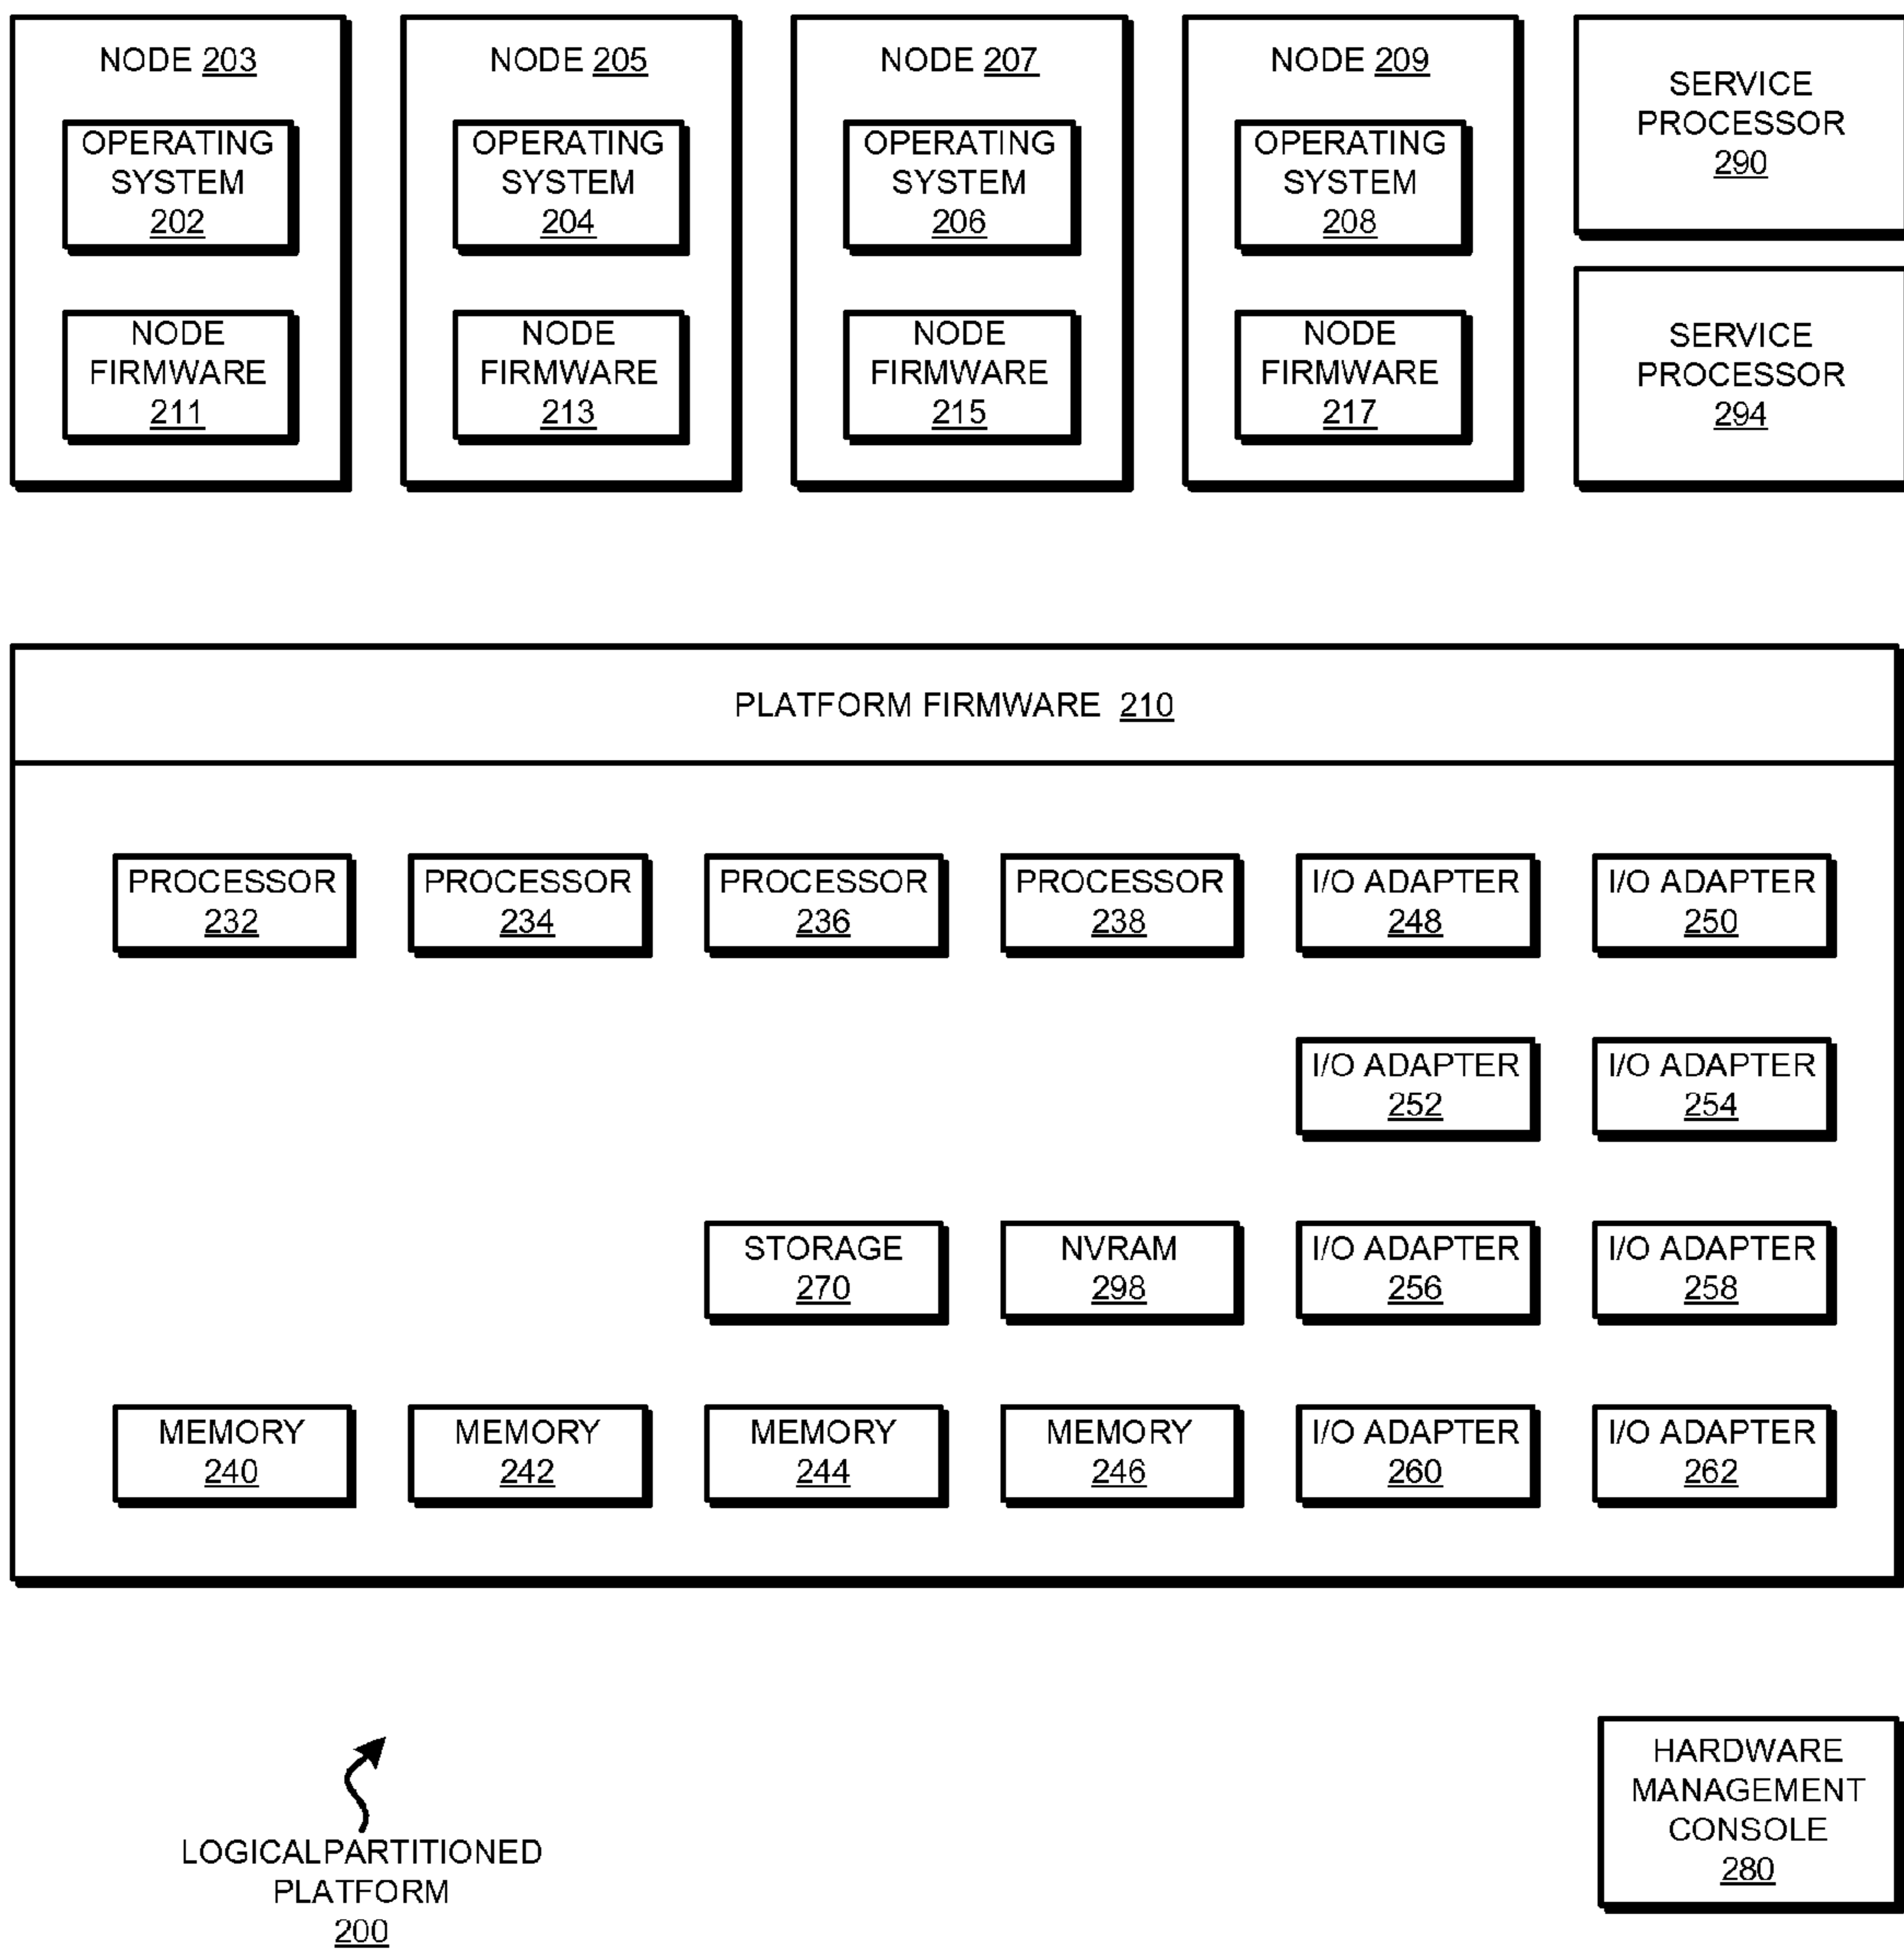 NODE 203
OPERATING
SYSTEM
202
NODE
FIRMWARE
211
NODE 205
OPERATING
SYSTEM
204
NODE
FIRMWARE
213
NODE 207
OPERATING
SYSTEM
206
NODE
FIRMWARE
215
NODE 209
OPERATING
SYSTEM
208
NODE
FIRMWARE
217
SERVICE
PROCESSOR
290
SERVICE
PROCESSOR
294
PLATFORM FIRMWARE 210
PROCESSOR
232
PROCESSOR
234
PROCESSOR
236
PROCESSOR
238
I/O ADAPTER
248
I/O ADAPTER
250
I/O ADAPTER
252
I/O ADAPTER
254
STORAGE
270
NVRAM
298
I/O ADAPTER
256
I/O ADAPTER
258
MEMORY
240
MEMORY
242
MEMORY
244
MEMORY
246
I/O ADAPTER
260
I/O ADAPTER
262
LOGICALPARTITIONED
PLATFORM
200
HARDWARE
MANAGEMENT
CONSOLE
280